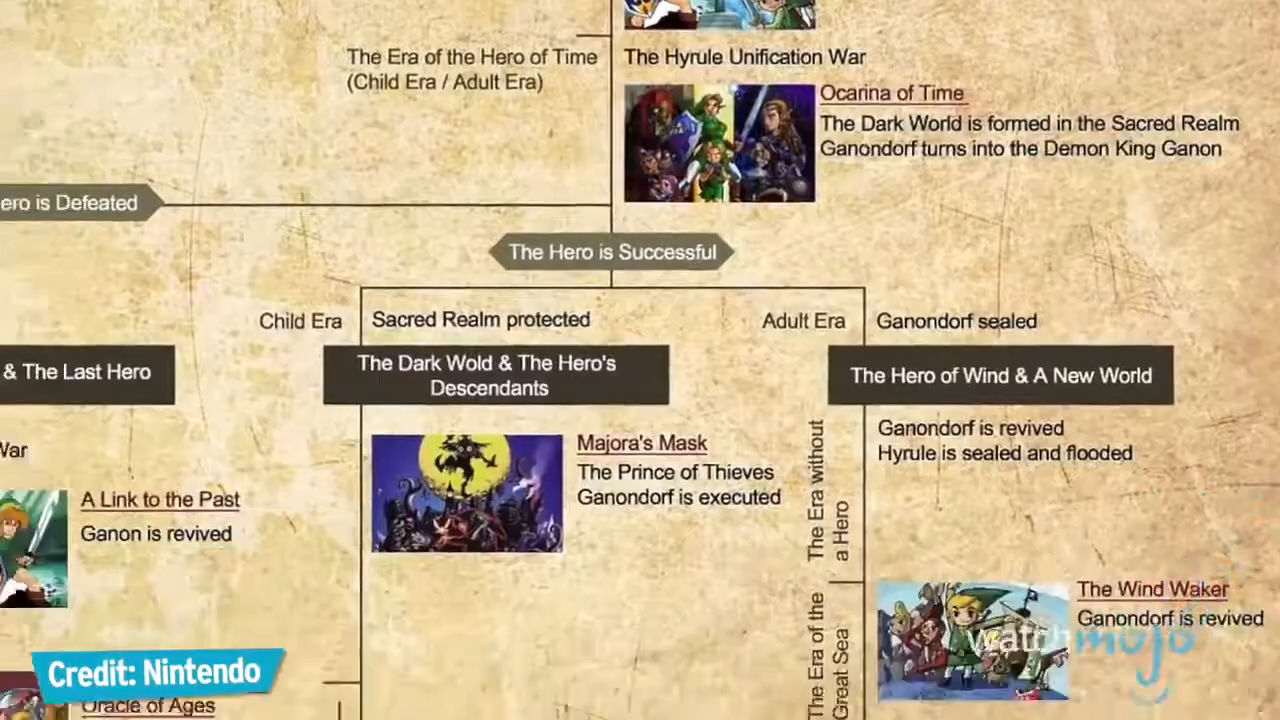 The Era of the Hero of Time
(Child Era / Adult Era)
The Hyrule Unification War
Ocarina of Time
The Dark World is formed in the Sacred Realm
Ganondorf turns into the Demon King Ganon
ero is Defeated
The Hero is Successful
Child Era
Sacred Realm protected
Adult Era
Ganondorf sealed
& The Last Hero
The Dark Wold & The Hero's
Descendants
The Hero of Wind & A New World
War
A Link to the Past
Ganon is revived
Majora's Mask
The Prince of Thieves
Ganondorf is executed
The Era without
a Hero
Ganondorf is revived
Hyrule is sealed and flooded
The Era of the
Great Sea
The Wind Waker
Ganondorf is revived
watchmojo
Credit: Nintendo
Oracle of Ages